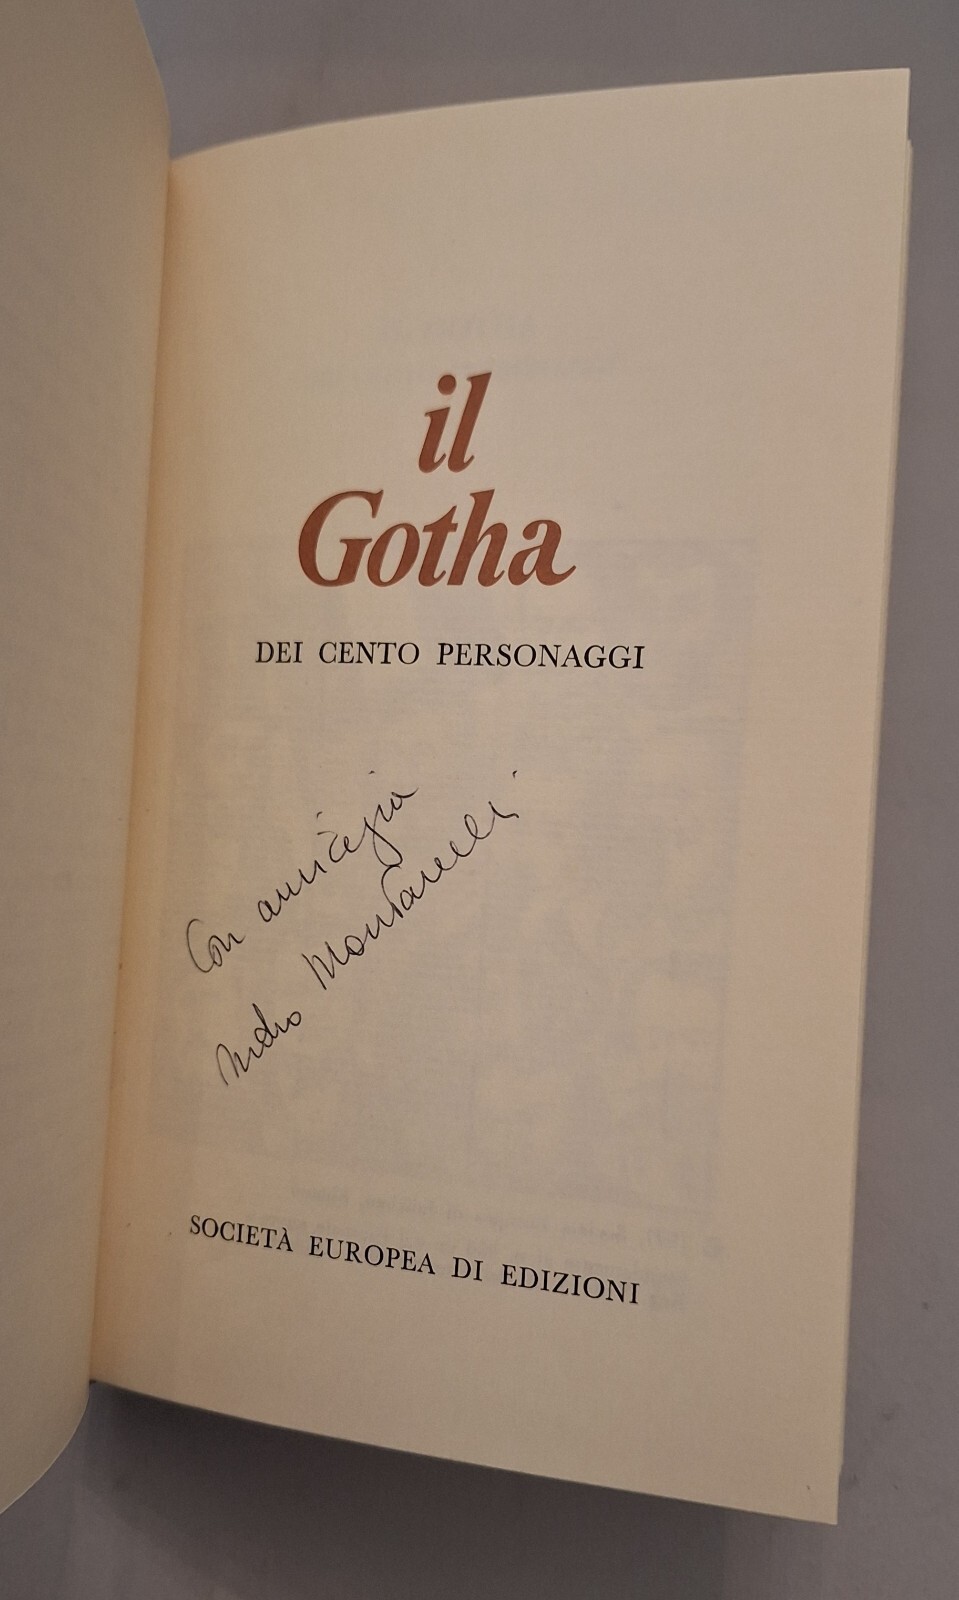 il
Gotha
DEI CENTO PERSONAGGI
Con amicizia
Indro Montanelli
SOCIETÀ EUROPEA DI EDIZIONI